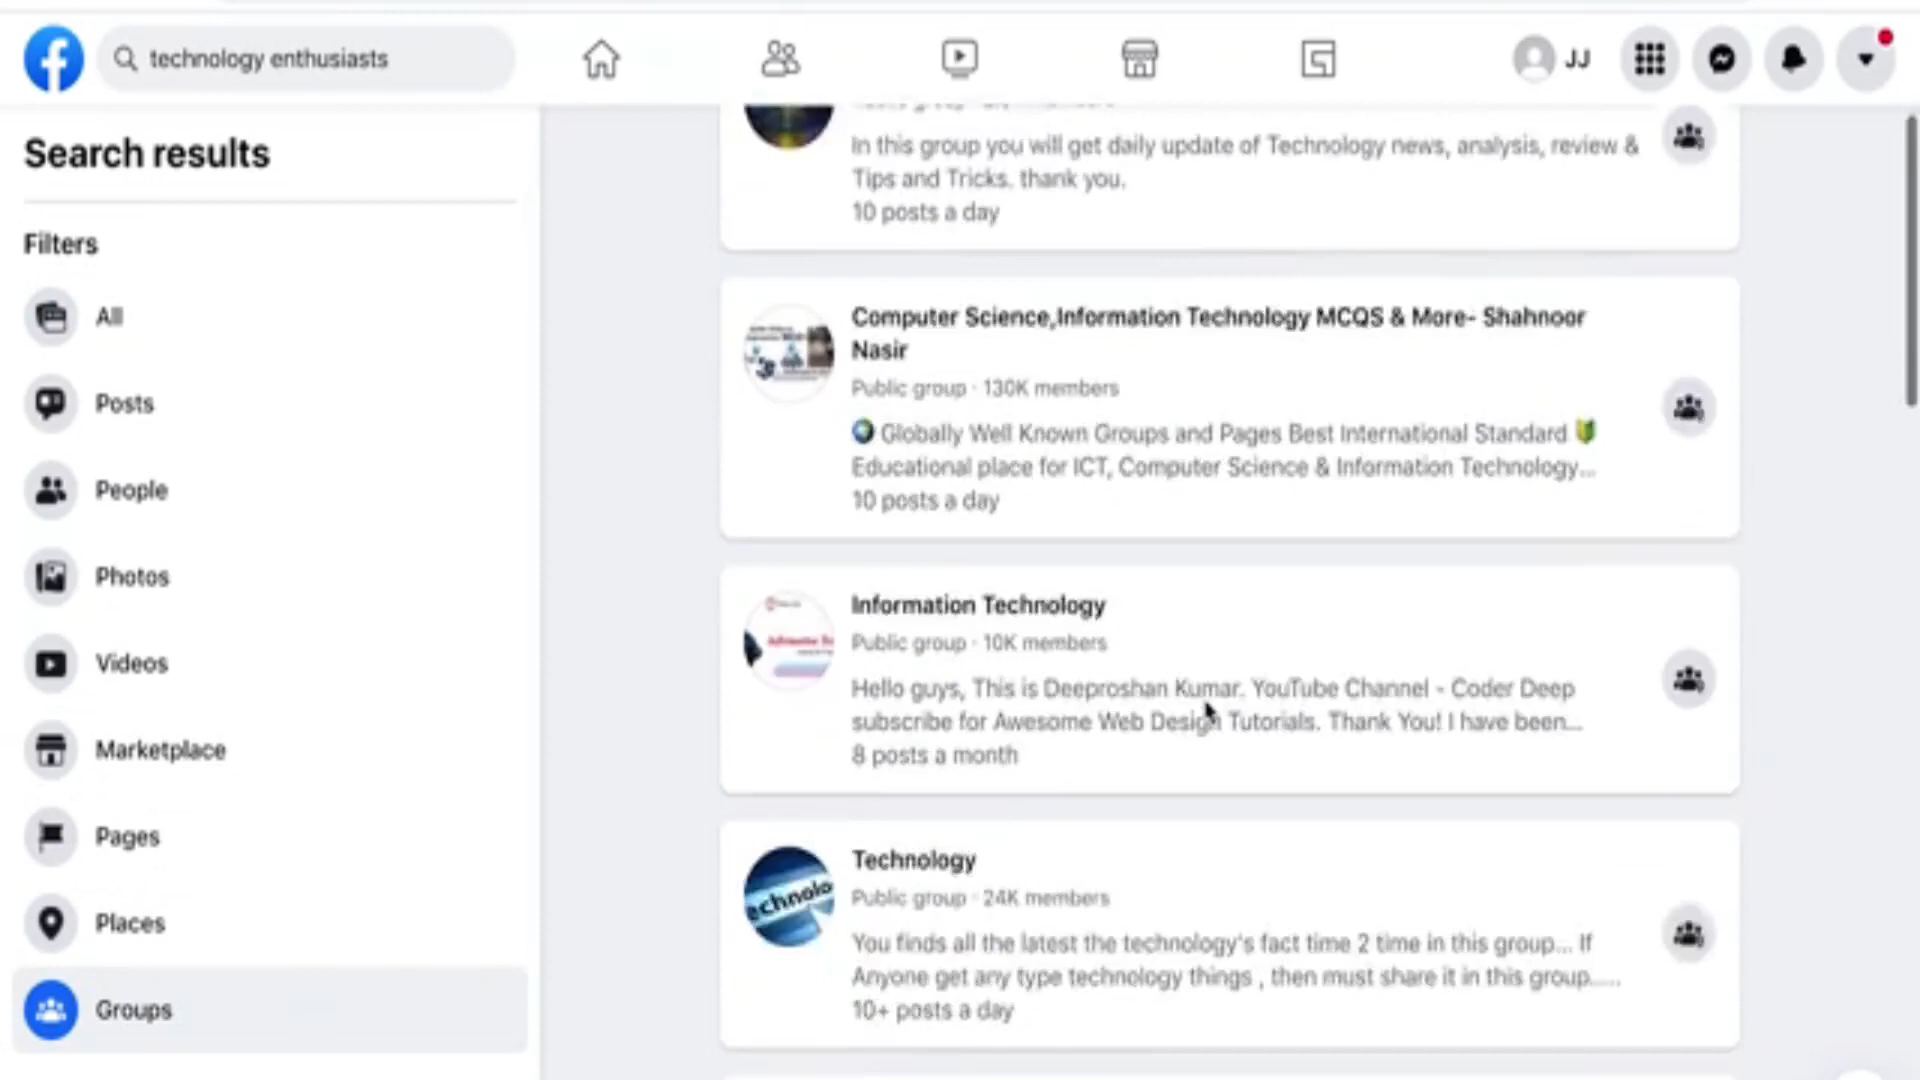 technology enthusiasts
JJ
Search results
Filters
All
Posts
People
Photos
Videos
Marketplace
Pages
Places
Groups
In this group you will get daily update of Technology news, analysis, review &
Tips and Tricks. thank you.
10 posts a day
Computer Science,Information Technology MCQS & More- Shahnoor
Nasir
Public group · 130K members
Globally Well Known Groups and Pages Best International Standard
Educational place for ICT, Computer Science & Information Technology...
10 posts a day
Information Technology
Public group · 10K members
Hello guys, This is Deeproshan Kumar. YouTube Channel - Coder Deep
subscribe for Awesome Web Design Tutorials. Thank You! I have been...
8 posts a month
echnolo
Technology
Public group · 24K members
You finds all the latest the technology's fact time 2 time in this group... If
Anyone get any type technology things , then must share it in this group......
10+ posts a day